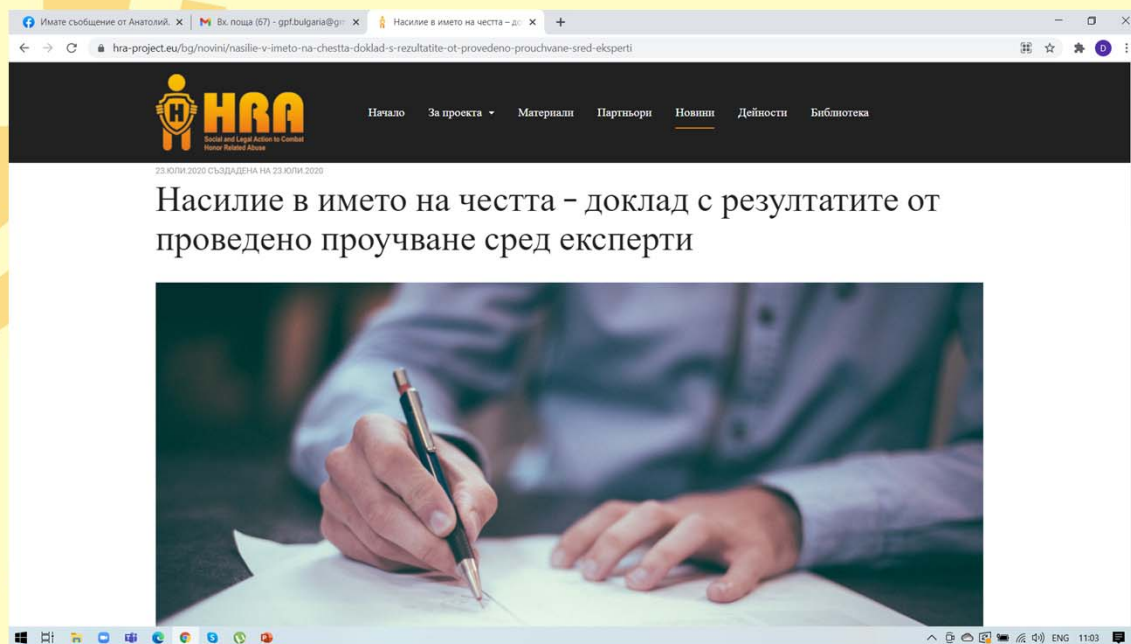 Имате съобщение от Анатолий.
Вх. поща (67) - gpf.bulgaria@gm
Насилие в името на честта – до
hra-project.eu/bg/novini/nasilie-v-imeto-na-chestta-doklad-s-rezultatite-ot-provedeno-prouchvane-sred-eksperti
D
H
HRA
Social and Legal Action to Combat
Honor Related Abuse
Начало За проекта Материали Партньори Новини Дейности Библиотека
23.ЮЛИ.2020 СЪЗДАДЕНА НА 23.ЮЛИ.2020
Насилие в името на честта – доклад с резултатите от
проведено проучване сред експерти
ENG 11:03